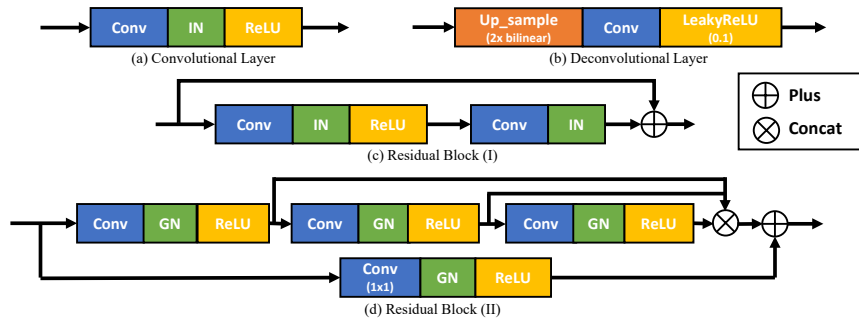 Conv IN ReLU
(a) Convolutional Layer
Up_sample
(2x bilinear)
Conv
LeakyReLU
(0.1)
(b) Deconvolutional Layer
Conv IN ReLU Conv IN
(c) Residual Block (I)
Plus
Concat
Conv GN ReLU Conv GN ReLU Conv GN ReLU
Conv
(1x1)
GN ReLU
(d) Residual Block (II)